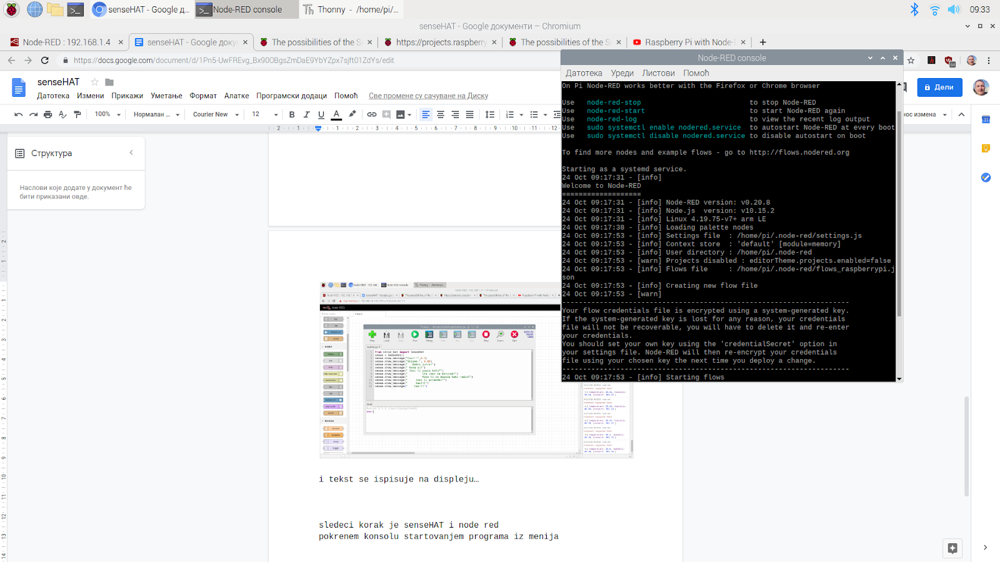 senseHAT - Google д...
Node-RED console
Thonny - /home/pi/...
09:33
senseHAT - Google документи – Chromium
Node-RED : 192.168.1.4
senseHAT - Google доку
The possibilities of the S
https://projects.raspberry
The possibilities of the S
Raspberry Pi with Node-
https://docs.google.com/document/d/1Pn5-UwFREvg_Bx90OBgsZmDaE9YbYZpx7sjft01ZdYs/edit
senseHAT
Датотека Измени Прикажи Уметање Формат Алатке Програмски додаци Помоћ Све промене су сачуване на Диску
Дели
100% Нормалан ... Courier New 12
нос измена
Структура
Наслови које додате у документ ће
бити приказани овде.
Node-RED console
Датотека Уреди Листови Помоћ
On Pi Node-RED works better with the Firefox or Chrome browser
Use node-red-stop to stop Node-RED
Use node-red-start to start Node-RED again
Use node-red-log to view the recent log output
Use sudo systemctl enable nodered.service to autostart Node-RED at every boot
Use sudo systemctl disable nodered.service to disable autostart on boot
To find more nodes and example flows - go to http://flows.nodered.org
Starting as a systemd service.
24 Oct 09:17:31 - [info]
Welcome to Node-RED
===================
24 Oct 09:17:31 - [info] Node-RED version: v0.20.8
24 Oct 09:17:31 - [info] Node.js version: v10.15.2
24 Oct 09:17:31 - [info] Linux 4.19.75-v7+ arm LE
24 Oct 09:17:38 - [info] Loading palette nodes
24 Oct 09:17:53 - [info] Settings file : /home/pi/.node-red/settings.js
24 Oct 09:17:53 - [info] Context store : 'default' [module=memory]
24 Oct 09:17:53 - [info] User directory : /home/pi/.node-red
24 Oct 09:17:53 - [warn] Projects disabled : editorTheme.projects.enabled=false
24 Oct 09:17:53 - [info] Flows file : /home/pi/.node-red/flows_raspberrypi.j
son
24 Oct 09:17:53 - [info] Creating new flow file
24 Oct 09:17:53 - [warn]
---------------------------------------------------------------------
Your flow credentials file is encrypted using a system-generated key.
If the system-generated key is lost for any reason, your credentials
file will not be recoverable, you will have to delete it and re-enter
your credentials.
You should set your own key using the 'credentialSecret' option in
your settings file. Node-RED will then re-encrypt your credentials
file using your chosen key the next time you deploy a change.
---------------------------------------------------------------------
24 Oct 09:17:53 - [info] Starting flows
from sense_hat import SenseHat
sense = SenseHat()
i tekst se ispisuje na displeju…
sledeci korak je senseHAT i node red
pokrenem konsolu startovanjem programa iz menija